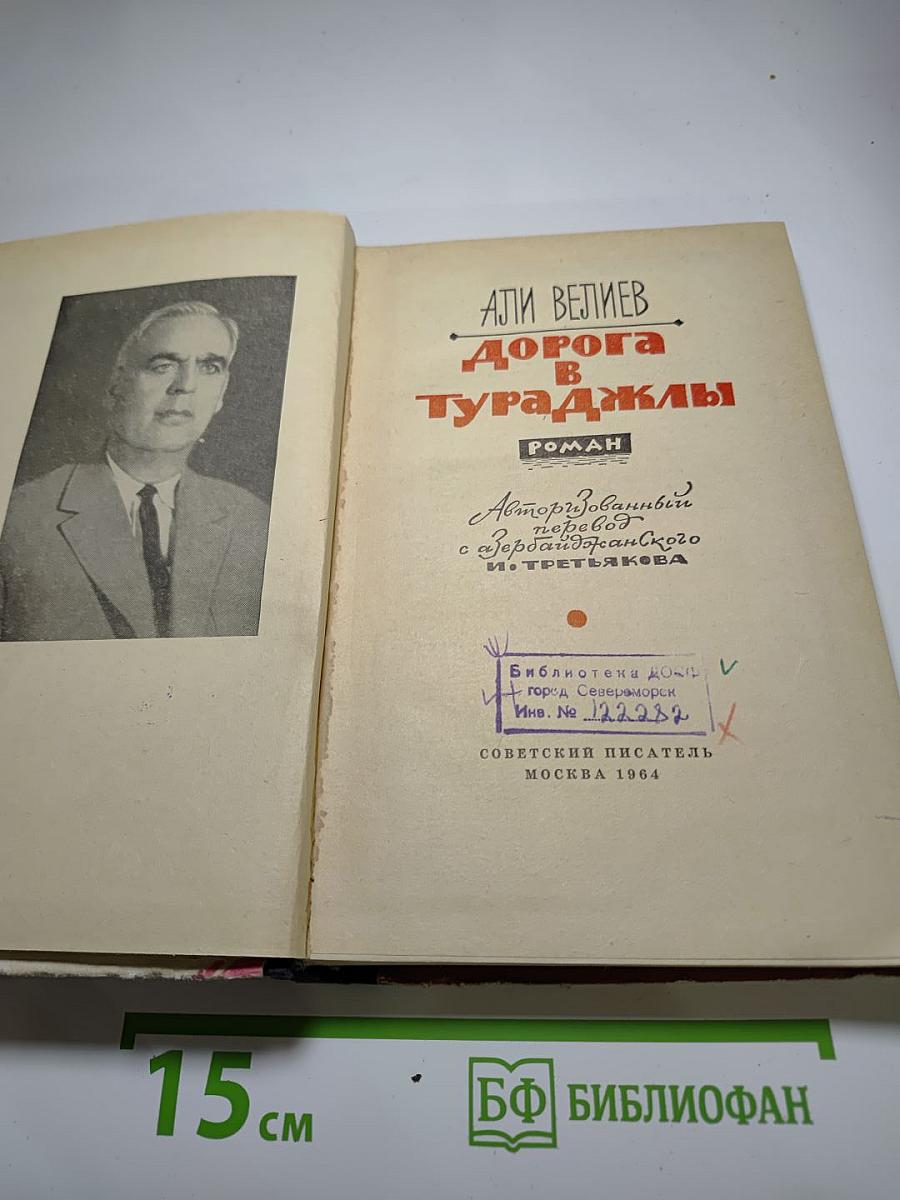 АЛИ ВЕЛИЕВ
ДОРОГА
В
ТУРАДЖЛЫ
РОМАН
Авторизованный
перевод
с азербайджанского
И. ТРЕТЬЯКОВА
Библиотека
город Североморск
Инв. № 122282
СОВЕТСКИЙ ПИСАТЕЛЬ
МОСКВА 1964
15 см
БФ БИБЛИОФАН